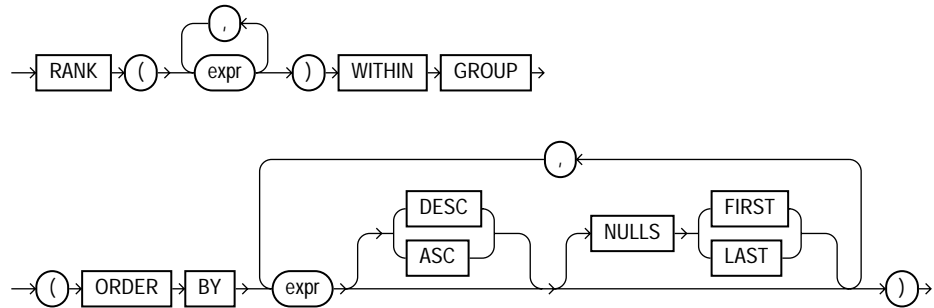 ,
RANK ( expr ) WITHIN GROUP
,
DESC FIRST
NULLS
ASC LAST
( ORDER BY expr )